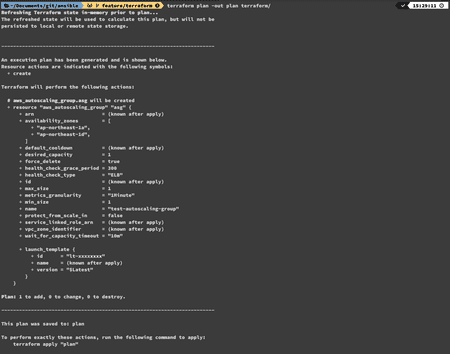 ~/Documents/git/ansible feature/terraform terraform plan -out plan terraform/ 15:29:11
Refreshing Terraform state in-memory prior to plan...
The refreshed state will be used to calculate this plan, but will not be
persisted to local or remote state storage.
------------------------------------------------------------------------
An execution plan has been generated and is shown below.
Resource actions are indicated with the following symbols:
+ create
Terraform will perform the following actions:
# aws_autoscaling_group.asg will be created
+ resource "aws_autoscaling_group" "asg" {
+ arn = (known after apply)
+ availability_zones = [
+ "ap-northeast-1a",
+ "ap-northeast-1d",
]
+ default_cooldown = (known after apply)
+ desired_capacity = 1
+ force_delete = true
+ health_check_grace_period = 300
+ health_check_type = "ELB"
+ id = (known after apply)
+ max_size = 1
+ metrics_granularity = "1Minute"
+ min_size = 1
+ name = "test-autoscaling-group"
+ protect_from_scale_in = false
+ service_linked_role_arn = (known after apply)
+ vpc_zone_identifier = (known after apply)
+ wait_for_capacity_timeout = "10m"
+ launch_template {
+ id = "lt-xxxxxxxx"
+ name = (known after apply)
+ version = "$Latest"
}
}
Plan: 1 to add, 0 to change, 0 to destroy.
------------------------------------------------------------------------
This plan was saved to: plan
To perform exactly these actions, run the following command to apply:
terraform apply "plan"